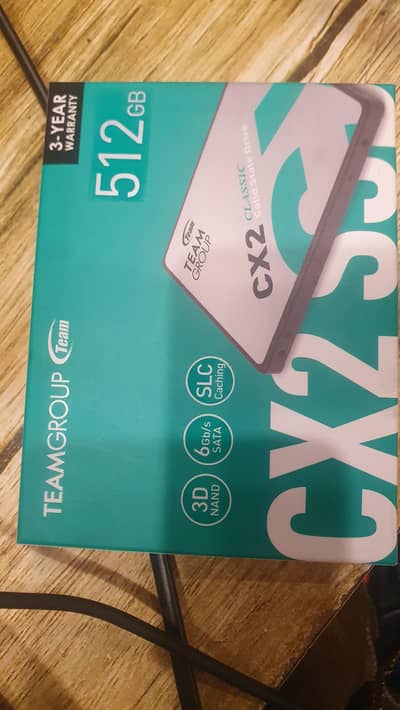 TEAMGROUP Team
3-YEAR
WARRANTY
512GB
Team
TEAM
GROUP
CX2 CLASSIC
Solid State Drive
3D
NAND
6Gb/s
SATA
SLC
Caching
CX2 SSD